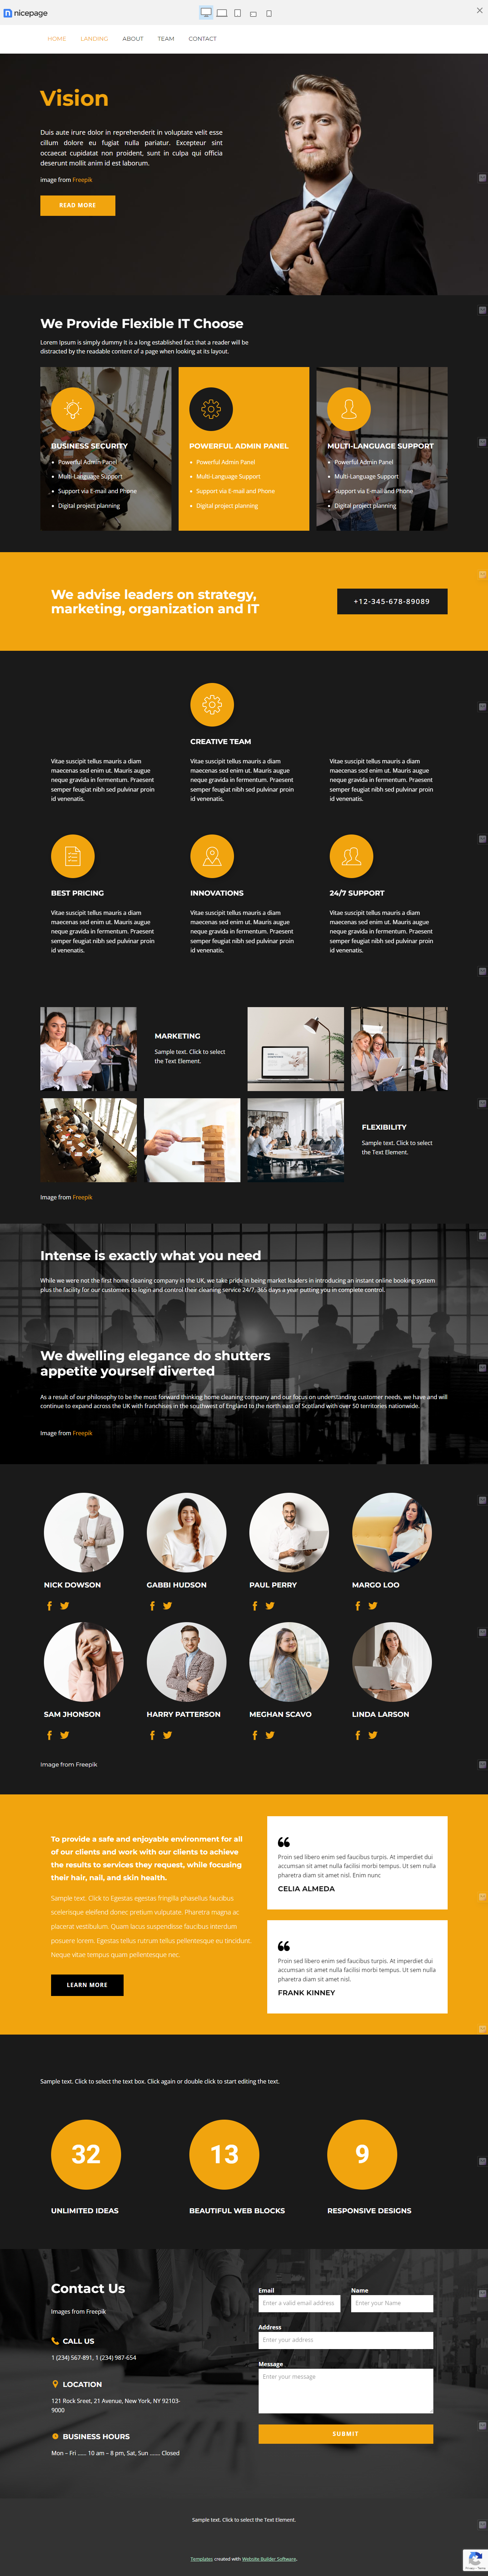 nicepage
HOME LANDING ABOUT TEAM CONTACT
Vision
Duis aute irure dolor in reprehenderit in voluptate velit esse
cillum dolore eu fugiat nulla pariatur. Excepteur sint
occaecat cupidatat non proident, sunt in culpa qui officia
deserunt mollit anim id est laborum.
image from Freepik
READ MORE
We Provide Flexible IT Choose
Lorem Ipsum is simply dummy It is a long established fact that a reader will be
distracted by the readable content of a page when looking at its layout.
BUSINESS SECURITY
Powerful Admin Panel
Multi-Language Support
Support via E-mail and Phone
Digital project planning
POWERFUL ADMIN PANEL
Powerful Admin Panel
Multi-Language Support
Support via E-mail and Phone
Digital project planning
MULTI-LANGUAGE SUPPORT
Powerful Admin Panel
Multi-Language Support
Support via E-mail and Phone
Digital project planning
We advise leaders on strategy,
marketing, organization and IT
+12-345-678-89089
Vitae suscipit tellus mauris a diam
maecenas sed enim ut. Mauris augue
neque gravida in fermentum. Praesent
semper feugiat nibh sed pulvinar proin
id venenatis.
CREATIVE TEAM
Vitae suscipit tellus mauris a diam
maecenas sed enim ut. Mauris augue
neque gravida in fermentum. Praesent
semper feugiat nibh sed pulvinar proin
id venenatis.
Vitae suscipit tellus mauris a diam
maecenas sed enim ut. Mauris augue
neque gravida in fermentum. Praesent
semper feugiat nibh sed pulvinar proin
id venenatis.
BEST PRICING
Vitae suscipit tellus mauris a diam
maecenas sed enim ut. Mauris augue
neque gravida in fermentum. Praesent
semper feugiat nibh sed pulvinar proin
id venenatis.
INNOVATIONS
Vitae suscipit tellus mauris a diam
maecenas sed enim ut. Mauris augue
neque gravida in fermentum. Praesent
semper feugiat nibh sed pulvinar proin
id venenatis.
24/7 SUPPORT
Vitae suscipit tellus mauris a diam
maecenas sed enim ut. Mauris augue
neque gravida in fermentum. Praesent
semper feugiat nibh sed pulvinar proin
id venenatis.
MARKETING
Sample text. Click to select
the Text Element.
FLEXIBILITY
Sample text. Click to select
the Text Element.
Image from Freepik
Intense is exactly what you need
While we were not the first home cleaning company in the UK, we take pride in being market leaders in introducing an instant online booking system
plus the facility for our customers to login and control their cleaning service 24/7, 365 days a year putting you in complete control.
We dwelling elegance do shutters
appetite yourself diverted
As a result of our philosophy to be the most forward thinking home cleaning company and our focus on understanding customer needs, we have and will
continue to expand across the UK with franchises in the southwest of England to the north east of Scotland with over 50 territories nationwide.
Image from Freepik
NICK DOWSON
GABBI HUDSON
PAUL PERRY
MARGO LOO
SAM JHONSON
HARRY PATTERSON
MEGHAN SCAVO
LINDA LARSON
Image from Freepik
To provide a safe and enjoyable environment for all
of our clients and work with our clients to achieve
the results to services they request, while focusing
their hair, nail, and skin health.
Sample text. Click to Egestas egestas fringilla phasellus faucibus
scelerisque eleifend donec pretium vulputate. Pharetra magna ac
placerat vestibulum. Quam lacus suspendisse faucibus interdum
posuere lorem. Egestas tellus rutrum tellus pellentesque eu tincidunt.
Neque vitae tempus quam pellentesque nec.
LEARN MORE
Proin sed libero enim sed faucibus turpis. At imperdiet dui
accumsan sit amet nulla facilisi morbi tempus. Ut sem nulla
pharetra diam sit amet nisl. Enim nunc
CELIA ALMEDA
Proin sed libero enim sed faucibus turpis. At imperdiet dui
accumsan sit amet nulla facilisi morbi tempus. Ut sem nulla
pharetra diam sit amet nisl.
FRANK KINNEY
Sample text. Click to select the text box. Click again or double click to start editing the text.
32
UNLIMITED IDEAS
13
BEAUTIFUL WEB BLOCKS
9
RESPONSIVE DESIGNS
Contact Us
Images from Freepik
CALL US
1 (234) 567-891, 1 (234) 987-654
LOCATION
121 Rock Sreet, 21 Avenue, New York, NY 92103-
9000
BUSINESS HOURS
Mon – Fri ...... 10 am – 8 pm, Sat, Sun ....... Closed
Email
Enter a valid email address
Name
Enter your Name
Address
Enter your address
Message
Enter your message
SUBMIT
Sample text. Click to select the Text Element.
Templates created with Website Builder Software.
Privacy - Terms